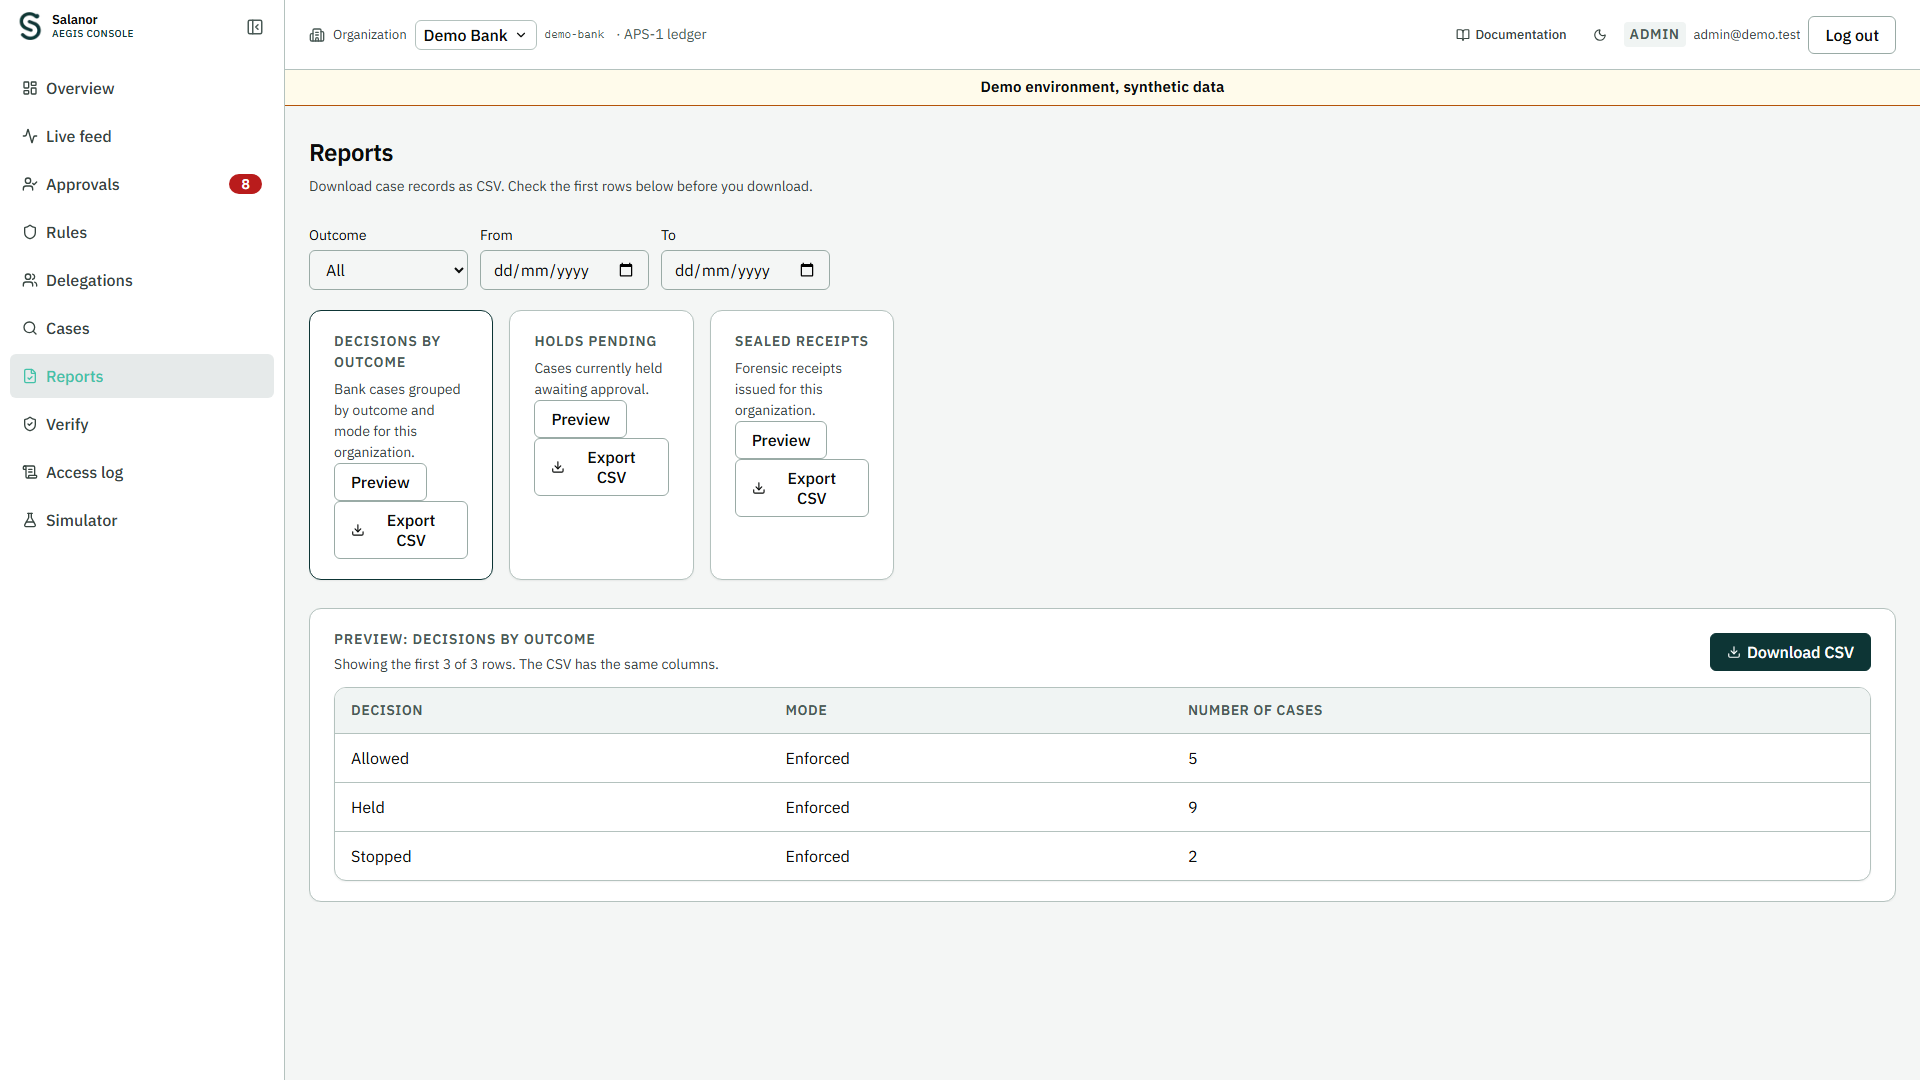 Salanor
AEGIS CONSOLE
Overview
Live feed
Approvals
8
Rules
Delegations
Cases
Reports
Verify
Access log
Simulator
Organization
Demo Bank
demo-bank
· APS-1 ledger
Documentation
ADMIN
admin@demo.test
Log out
Demo environment, synthetic data
Reports
Download case records as CSV. Check the first rows below before you download.
Outcome
From
To
All
dd/mm/yyyy
dd/mm/yyyy
DECISIONS BY
OUTCOME
Bank cases grouped
by outcome and
mode for this
organization.
Preview
Export
CSV
HOLDS PENDING
Cases currently held
awaiting approval.
Preview
Export
CSV
SEALED RECEIPTS
Forensic receipts
issued for this
organization.
Preview
Export
CSV
PREVIEW: DECISIONS BY OUTCOME
Showing the first 3 of 3 rows. The CSV has the same columns.
Download CSV
DECISION MODE NUMBER OF CASES
Allowed Enforced 5
Held Enforced 9
Stopped Enforced 2